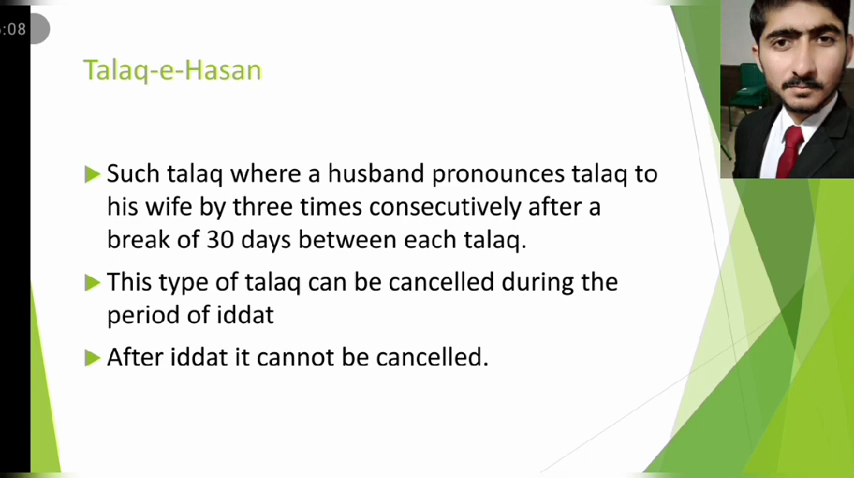 :08
Talaq-e-Hasan
Such talaq where a husband pronounces talaq to
his wife by three times consecutively after a
break of 30 days between each talaq.
This type of talaq can be cancelled during the
period of iddat
After iddat it cannot be cancelled.